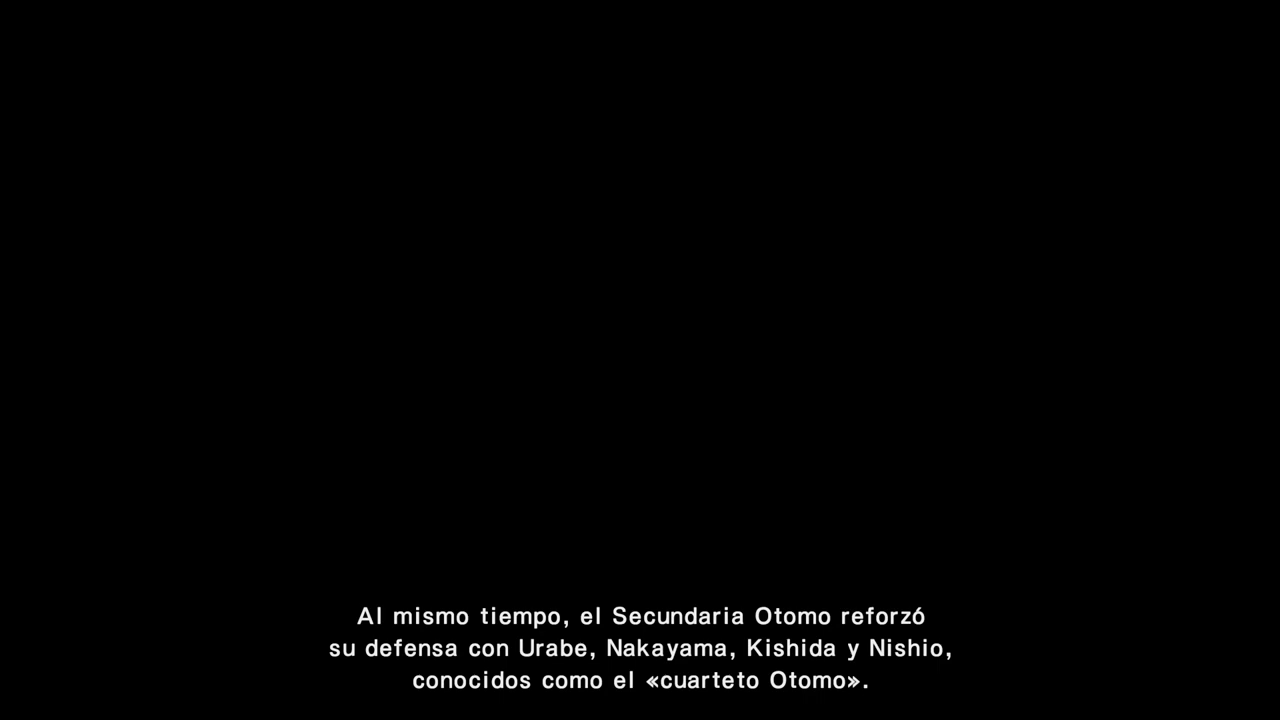 Al mismo tiempo, el Secundaria Otomo reforzó
su defensa con Urabe, Nakayama, Kishida y Nishio,
conocidos como el «cuarteto Otomo».